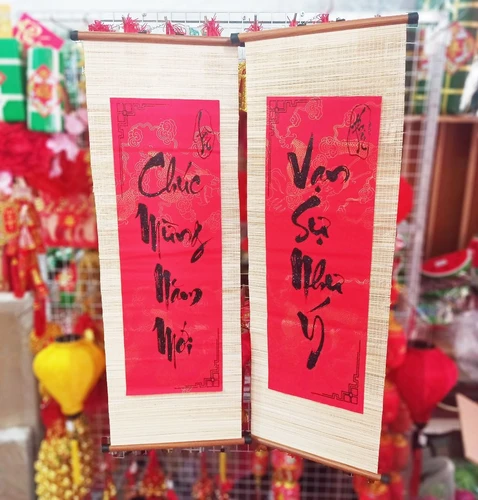 Chúc
Mừng
Năm
Mới
Vạn
Sự
Như
Ý